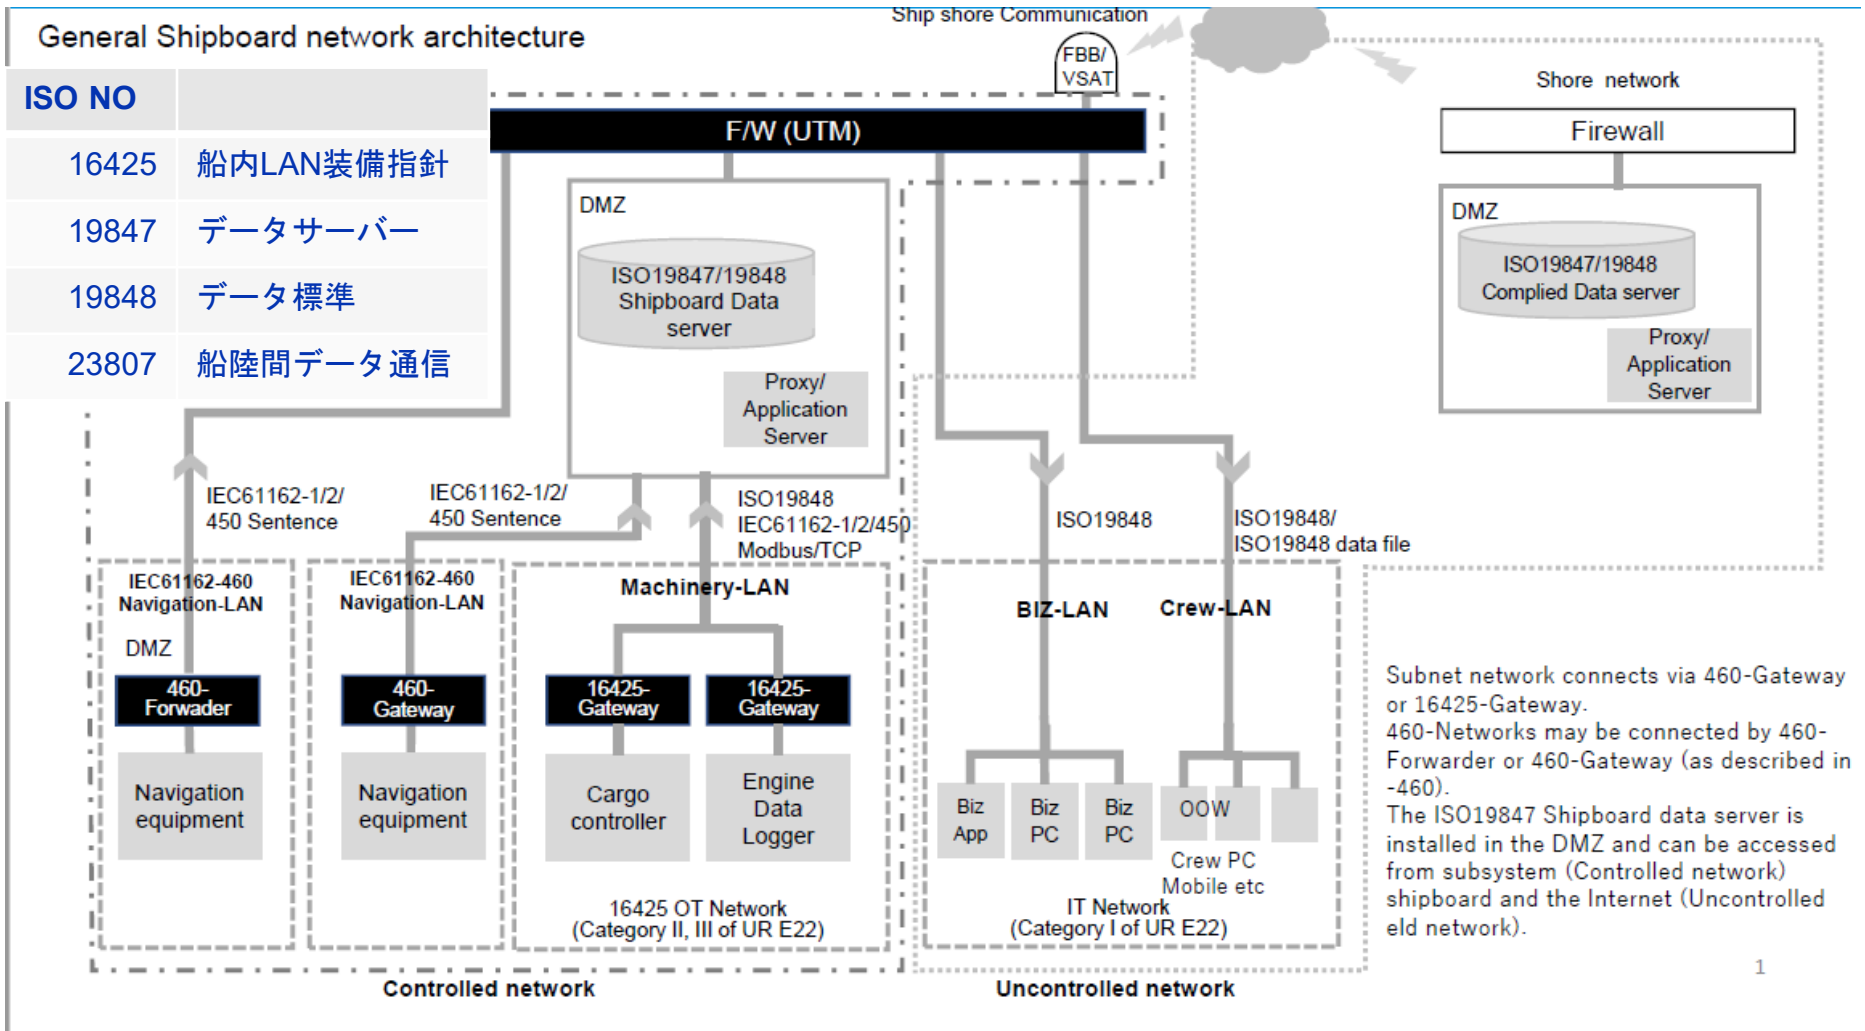 Ship shore Communication
General Shipboard network architecture
FBB/
VSAT
Shore network
ISO NO
16425 船内LAN装備指針
19847 データサーバー
19848 データ標準
23807 船陸間データ通信
F/W (UTM)
Firewall
DMZ
ISO19847/19848
Shipboard Data
server
Proxy/
Application
Server
DMZ
ISO19847/19848
Complied Data server
Proxy/
Application
Server
IEC61162-1/2/
450 Sentence
IEC61162-1/2/
450 Sentence
ISO19848
IEC61162-1/2/450
Modbus/TCP
ISO19848
ISO19848/
ISO19848 data file
IEC61162-460
Navigation-LAN
DMZ
460-
Forwader
Navigation
equipment
IEC61162-460
Navigation-LAN
460-
Gateway
Navigation
equipment
Machinery-LAN
16425-
Gateway
16425-
Gateway
Cargo
controller
Engine
Data
Logger
16425 OT Network
(Category II, III of UR E22)
BIZ-LAN
Crew-LAN
Biz
App
Biz
PC
Biz
PC
OOW
Crew PC
Mobile etc
IT Network
(Category I of UR E22)
Controlled network
Uncontrolled network
Subnet network connects via 460-Gateway
or 16425-Gateway.
460-Networks may be connected by 460-
Forwarder or 460-Gateway (as described in
-460).
The ISO19847 Shipboard data server is
installed in the DMZ and can be accessed
from subsystem (Controlled network)
shipboard and the Internet (Uncontrolled
eld network).
1